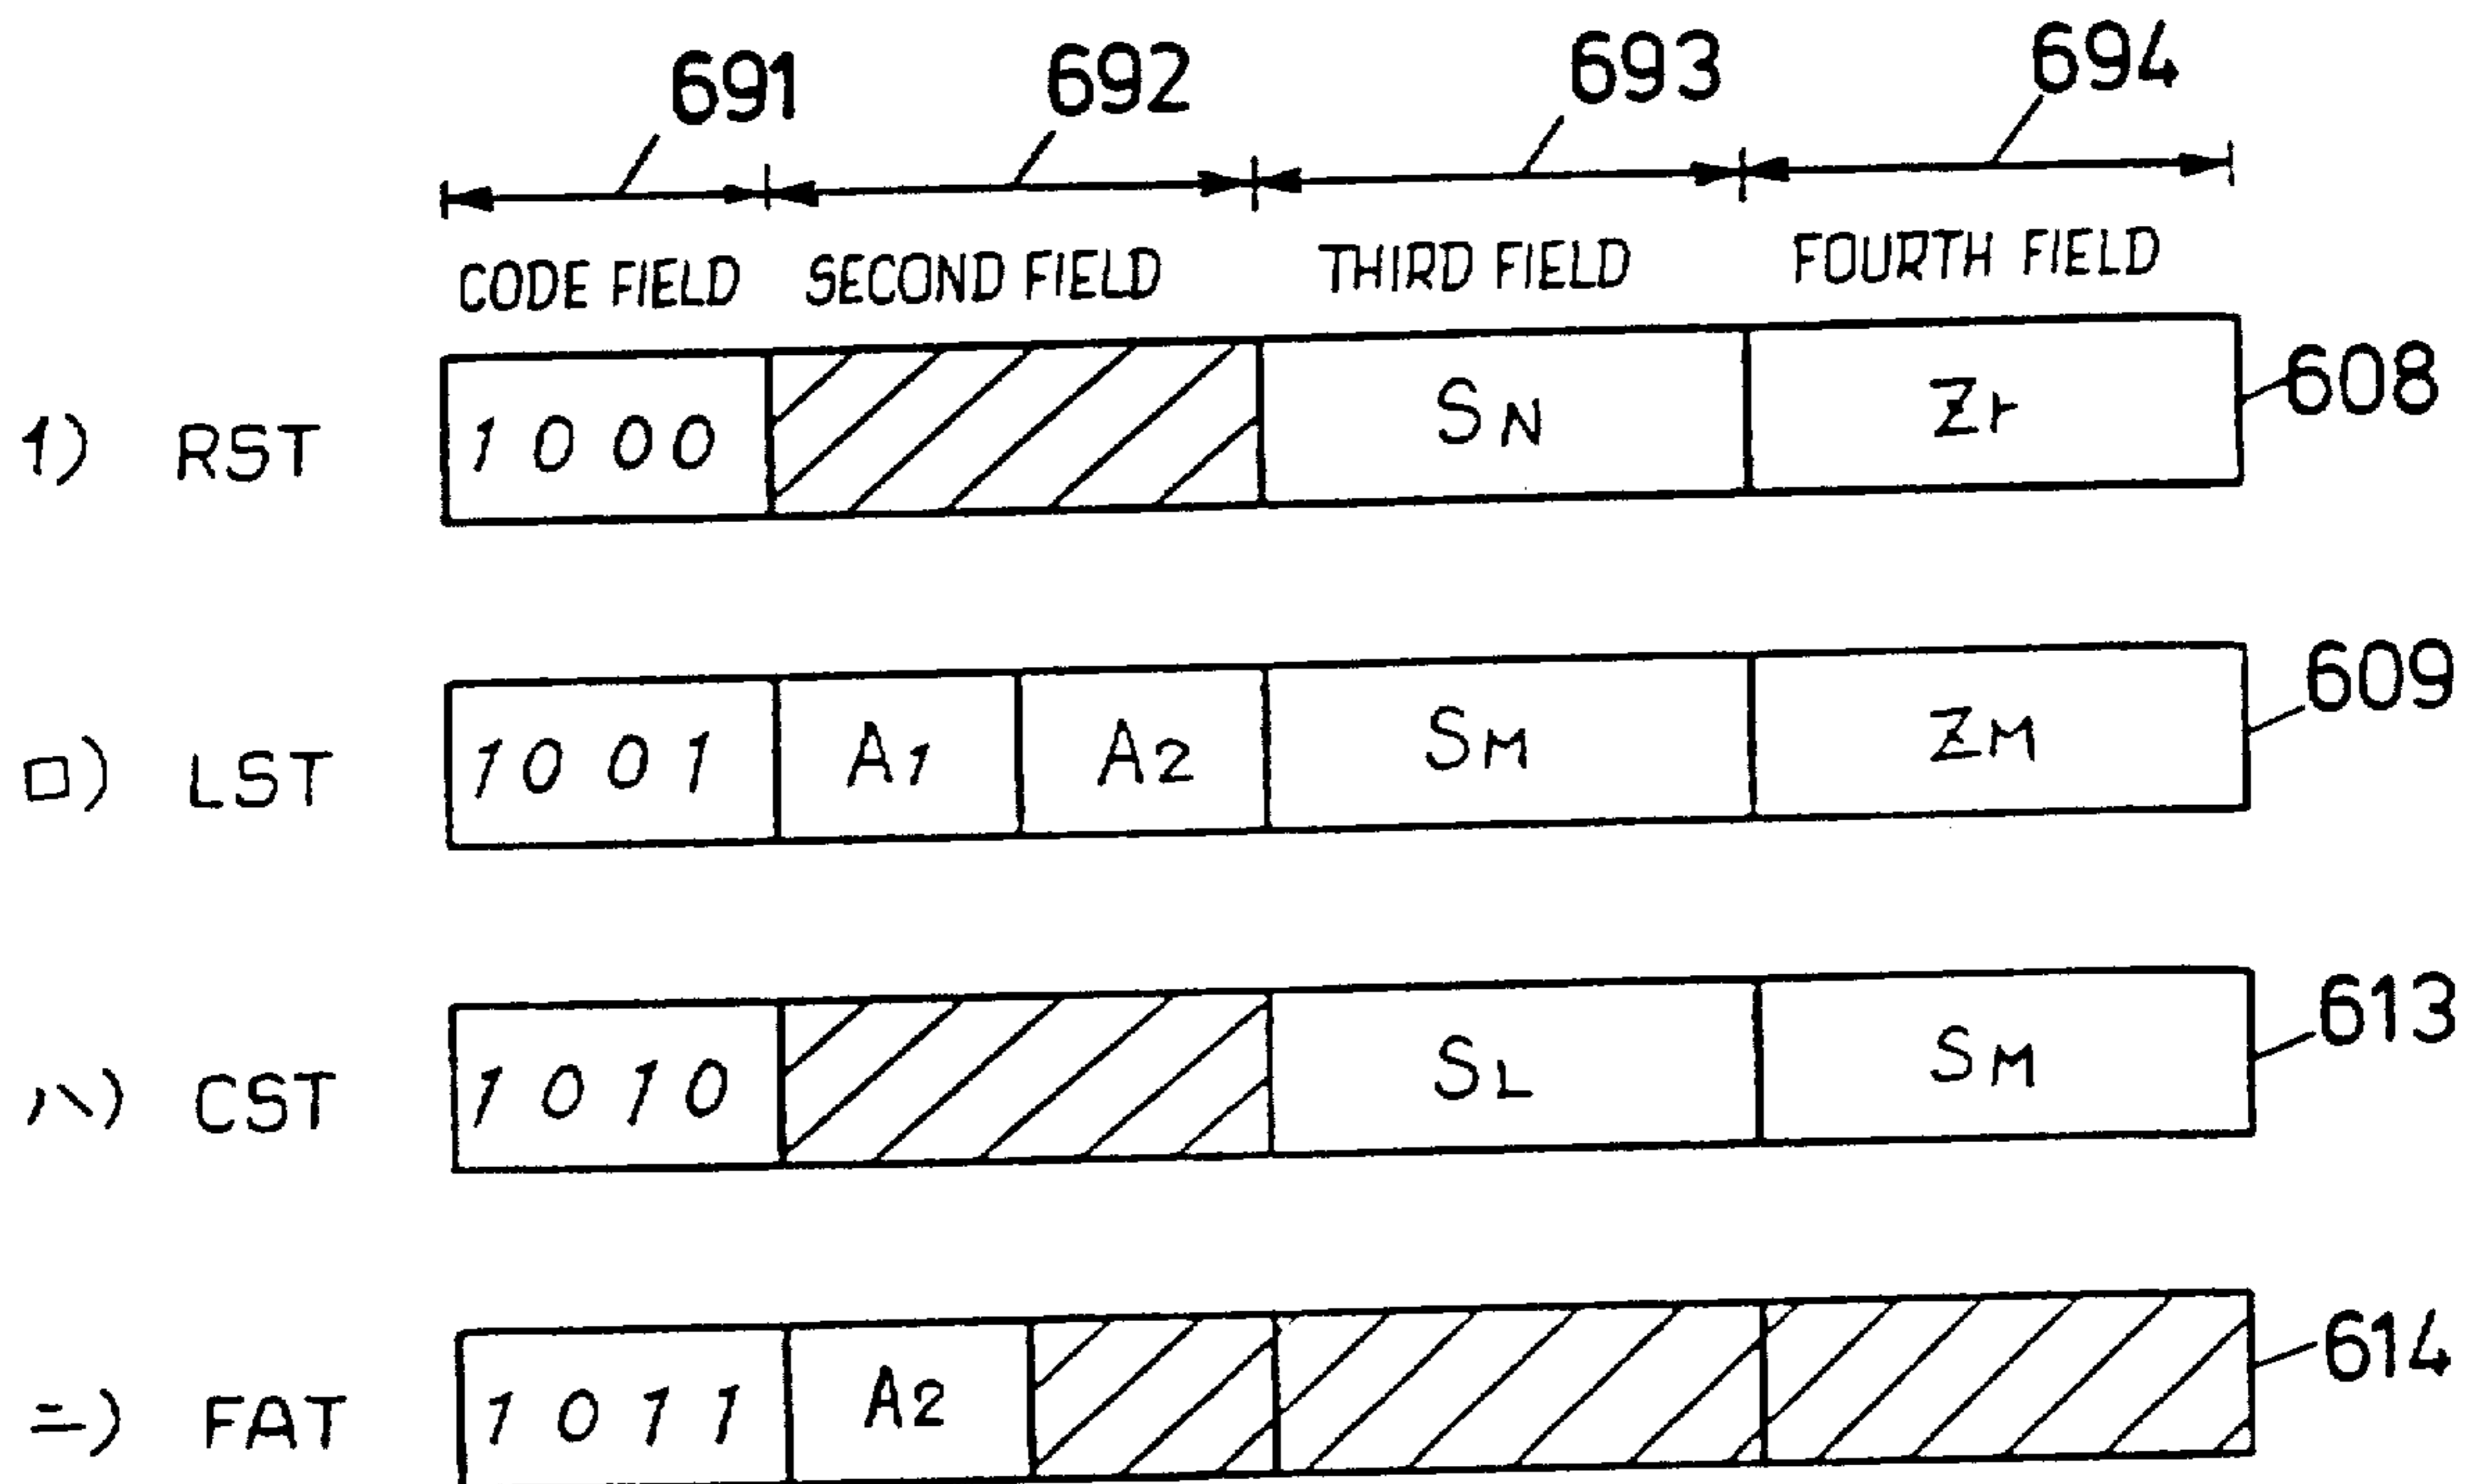 691 692 693 694
CODE FIELD SECOND FIELD THIRD FIELD FOURTH FIELD
イ) RST 1 0 0 0 SN Zr 608
ロ) LST 1 0 0 1 A1 A2 SM ZM 609
ハ) CST 1 0 1 0 SL SM 613
ニ) FAT 1 0 1 1 A2 614